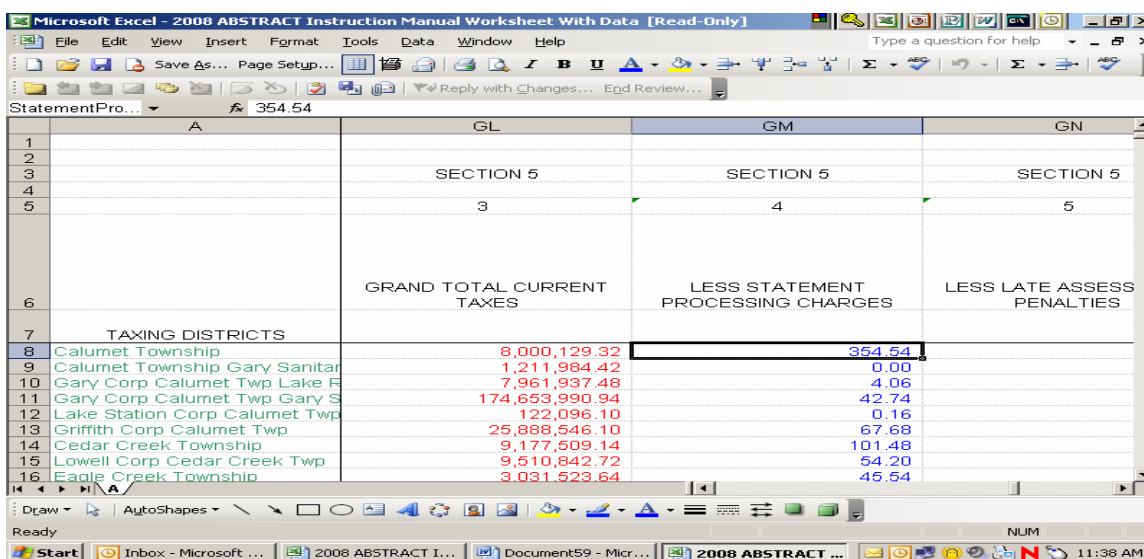 Microsoft Excel - 2008 ABSTRACT Instruction Manual Worksheet With Data [Read-Only]
File Edit View Insert Format Tools Data Window Help Type a question for help
Save As... Page Setup...
Reply with Changes... End Review...
StatementPro... fx 354.54
A GL GM GN
1
2
3 SECTION 5 SECTION 5 SECTION 5
4
5 3 4 5
GRAND TOTAL CURRENT LESS STATEMENT LESS LATE ASSESS
6 TAXES PROCESSING CHARGES PENALTIES
7 TAXING DISTRICTS
8 Calumet Township 8,000,129.32 354.54
9 Calumet Township Gary Sanitar 1,211,984.42 0.00
10 Gary Corp Calumet Twp Lake R 7,961,937.48 4.06
11 Gary Corp Calumet Twp Gary S 174,653,990.94 42.74
12 Lake Station Corp Calumet Twp 122,096.10 0.16
13 Griffith Corp Calumet Twp 25,888,546.10 67.68
14 Cedar Creek Township 9,177,509.14 101.48
15 Lowell Corp Cedar Creek Twp 9,510,842.72 54.20
16 Eagle Creek Township 3,031,523.64 45.54
A
Draw AutoShapes
Ready NUM
Start Inbox - Microsoft ... 2008 ABSTRACT I... Document59 - Micr... 2008 ABSTRACT ... 11:38 AM